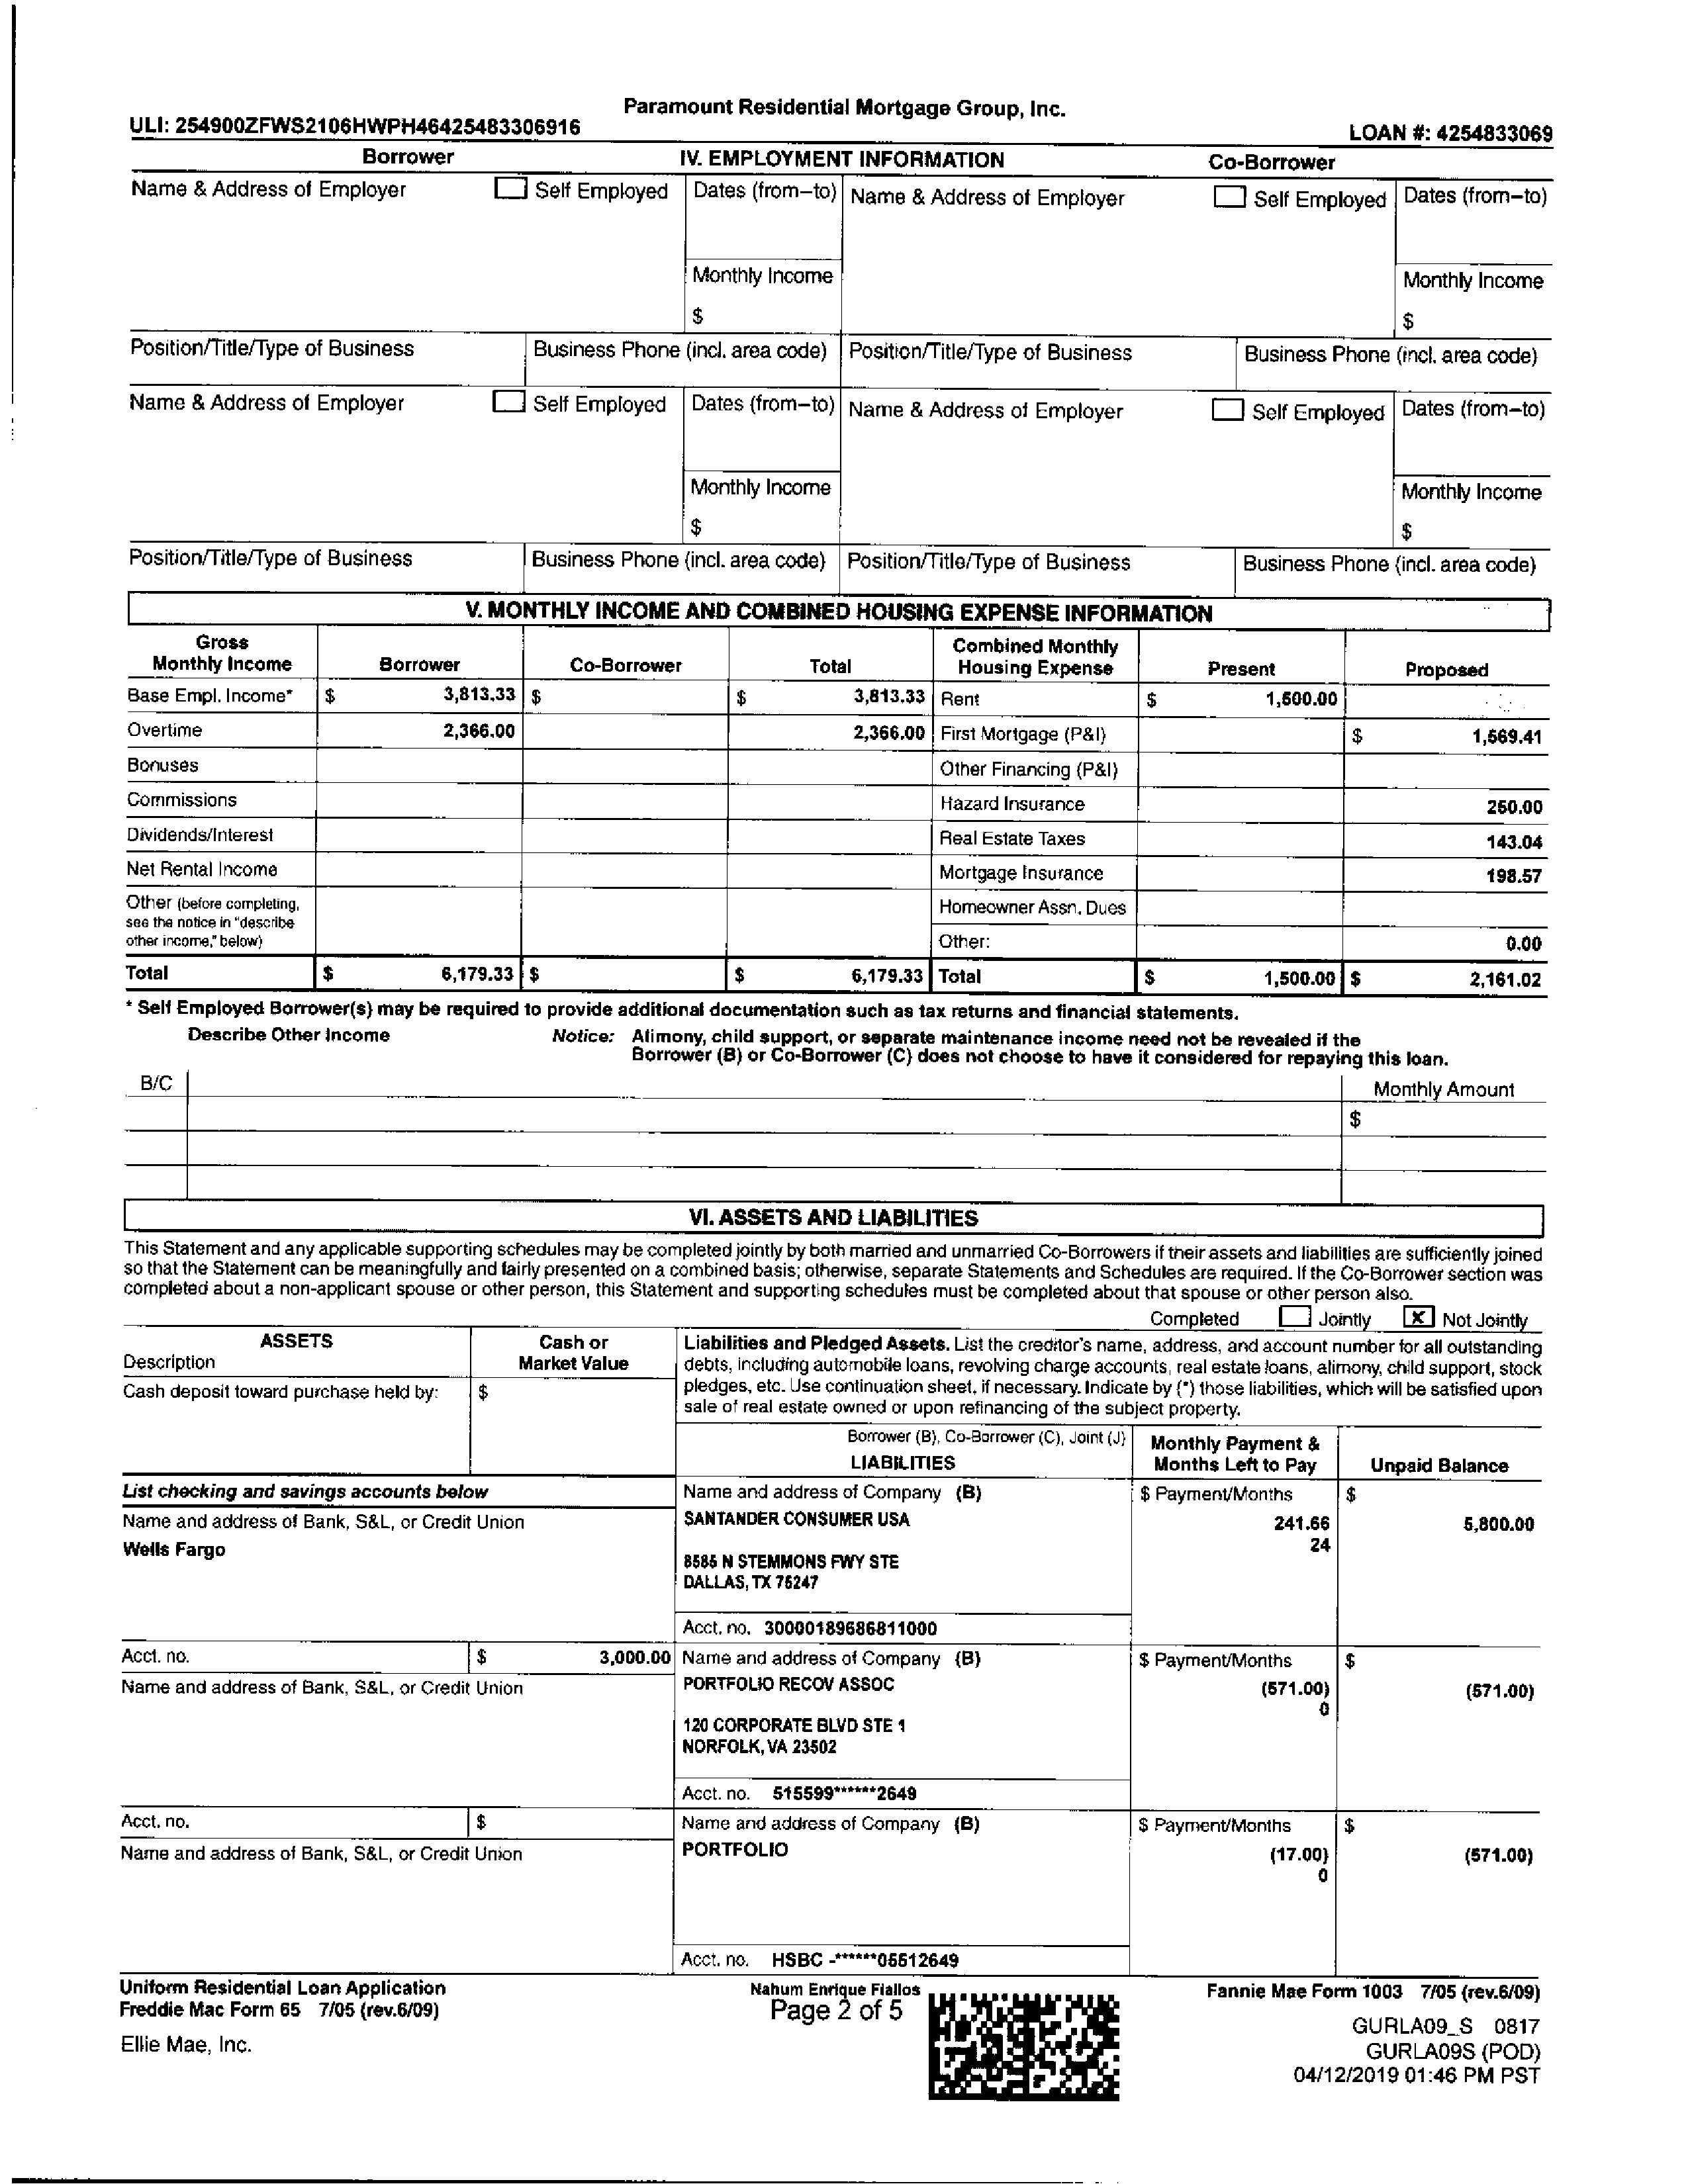 Paramount Residential Mortgage Group, Inc.
ULI: 254900ZFWS2106HWPH46425483306916
LOAN #: 4254833069
Borrower IV. EMPLOYMENT INFORMATION Co-Borrower
Name & Address of Employer Self Employed Dates (from–to) Name & Address of Employer Self Employed Dates (from–to)
Monthly Income Monthly Income
$ $
Position/Title/Type of Business Business Phone (incl. area code) Position/Title/Type of Business Business Phone (incl. area code)
Name & Address of Employer Self Employed Dates (from–to) Name & Address of Employer Self Employed Dates (from–to)
Monthly Income Monthly Income
$ $
Position/Title/Type of Business Business Phone (incl. area code) Position/Title/Type of Business Business Phone (incl. area code)
V. MONTHLY INCOME AND COMBINED HOUSING EXPENSE INFORMATION
Gross Combined Monthly
Monthly Income Borrower Co-Borrower Total Housing Expense Present Proposed
Base Empl. Income* $ 3,813.33 $ $ 3,813.33 Rent $ 1,500.00
Overtime 2,366.00 2,366.00 First Mortgage (P&I) $ 1,569.41
Bonuses Other Financing (P&I)
Commissions Hazard Insurance 250.00
Dividends/Interest Real Estate Taxes 143.04
Net Rental Income Mortgage Insurance 198.57
Other (before completing, Homeowner Assn. Dues
see the notice in "describe
other income," below) Other: 0.00
Total $ 6,179.33 $ $ 6,179.33 Total $ 1,500.00 $ 2,161.02
* Self Employed Borrower(s) may be required to provide additional documentation such as tax returns and financial statements.
Describe Other Income Notice: Alimony, child support, or separate maintenance income need not be revealed if the
Borrower (B) or Co-Borrower (C) does not choose to have it considered for repaying this loan.
B/C Monthly Amount
$
VI. ASSETS AND LIABILITIES
This Statement and any applicable supporting schedules may be completed jointly by both married and unmarried Co-Borrowers if their assets and liabilities are sufficiently joined
so that the Statement can be meaningfully and fairly presented on a combined basis; otherwise, separate Statements and Schedules are required. If the Co-Borrower section was
completed about a non-applicant spouse or other person, this Statement and supporting schedules must be completed about that spouse or other person also.
Completed Jointly X Not Jointly
ASSETS Cash or
Description Market Value
Cash deposit toward purchase held by: $
Liabilities and Pledged Assets. List the creditor's name, address, and account number for all outstanding
debts, including automobile loans, revolving charge accounts, real estate loans, alimony, child support, stock
pledges, etc. Use continuation sheet, if necessary. Indicate by (*) those liabilities, which will be satisfied upon
sale of real estate owned or upon refinancing of the subject property.
Borrower (B), Co-Borrower (C), Joint (J) Monthly Payment &
LIABILITIES Months Left to Pay Unpaid Balance
List checking and savings accounts below Name and address of Company (B) $ Payment/Months $
Name and address of Bank, S&L, or Credit Union SANTANDER CONSUMER USA 241.66 5,800.00
Wells Fargo 24
8585 N STEMMONS FWY STE
DALLAS, TX 75247
Acct. no. 30000189686811000
Acct. no. $ 3,000.00 Name and address of Company (B) $ Payment/Months $
Name and address of Bank, S&L, or Credit Union PORTFOLIO RECOV ASSOC (571.00) (571.00)
0
120 CORPORATE BLVD STE 1
NORFOLK, VA 23502
Acct. no. 515599******2649
Acct. no. $ Name and address of Company (B) $ Payment/Months $
Name and address of Bank, S&L, or Credit Union PORTFOLIO (17.00) (571.00)
0
Acct. no. HSBC -******05512649
Uniform Residential Loan Application Nahum Enrique Fiallos Fannie Mae Form 1003 7/05 (rev.6/09)
Freddie Mac Form 65 7/05 (rev.6/09) Page 2 of 5
Ellie Mae, Inc. GURLA09_S 0817
GURLA09S (POD)
04/12/2019 01:46 PM PST